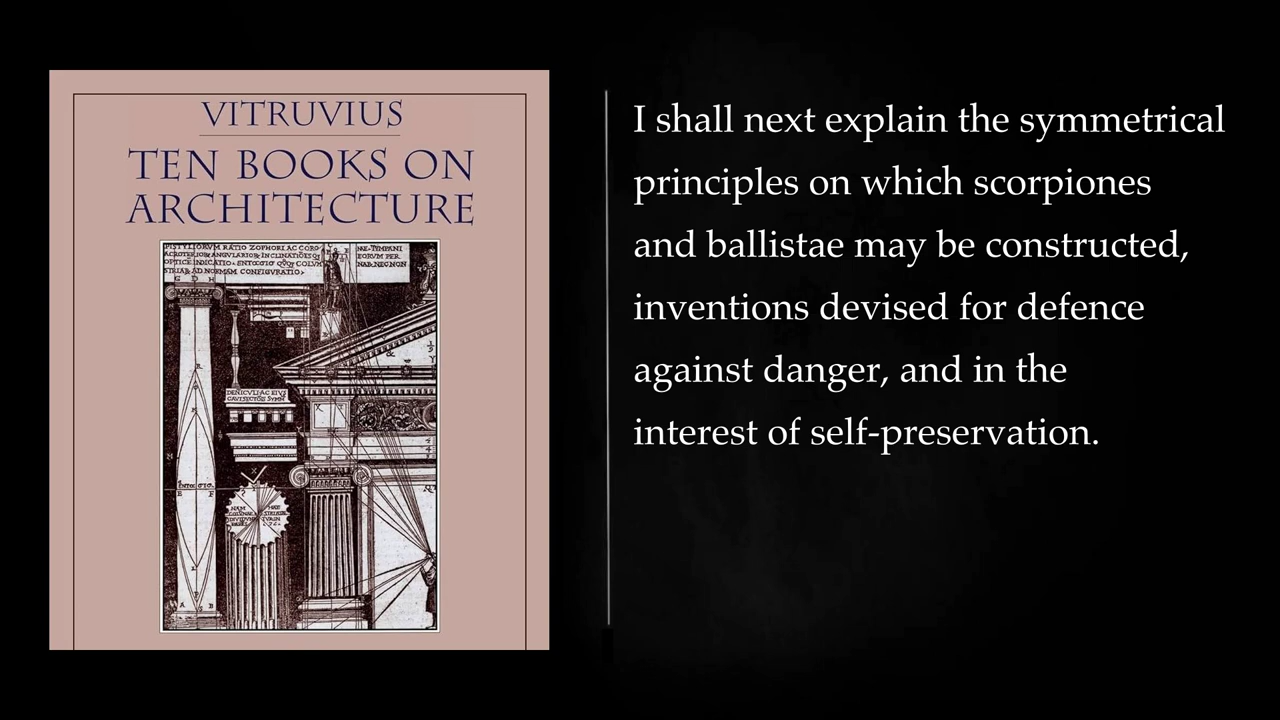 VITRUVIUS
TEN BOOKS ON
ARCHITECTURE
I shall next explain the symmetrical
principles on which scorpiones
and ballistae may be constructed,
inventions devised for defence
against danger, and in the
interest of self-preservation.